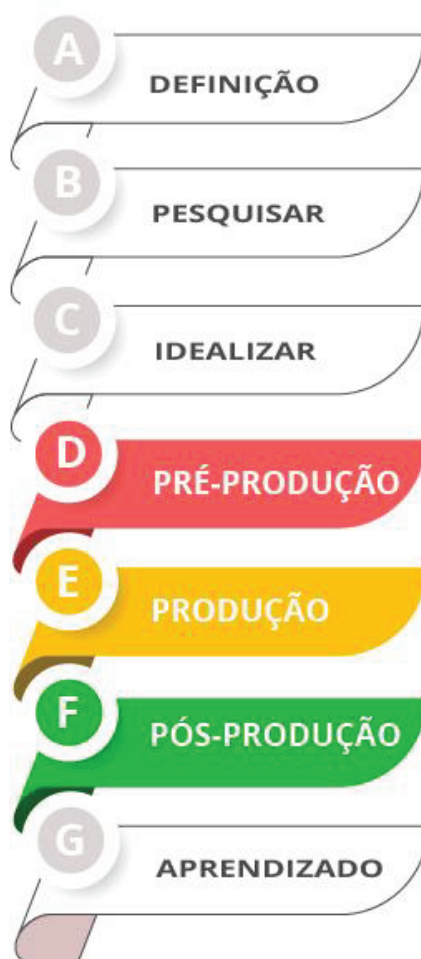 A
DEFINIÇÃO
B
PESQUISAR
C
IDEALIZAR
D
PRÉ-PRODUÇÃO
E
PRODUÇÃO
F
PÓS-PRODUÇÃO
G
APRENDIZADO